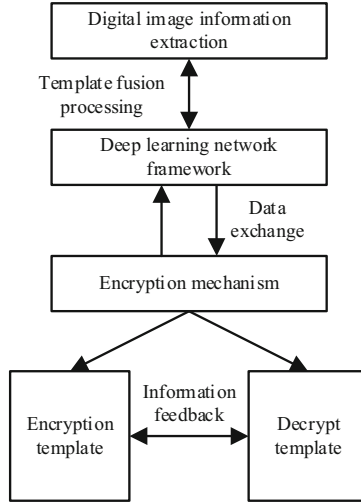 Digital image information
extraction
Template fusion
processing
Deep learning network
framework
Data
exchange
Encryption mechanism
Encryption
template
Information
feedback
Decrypt
template